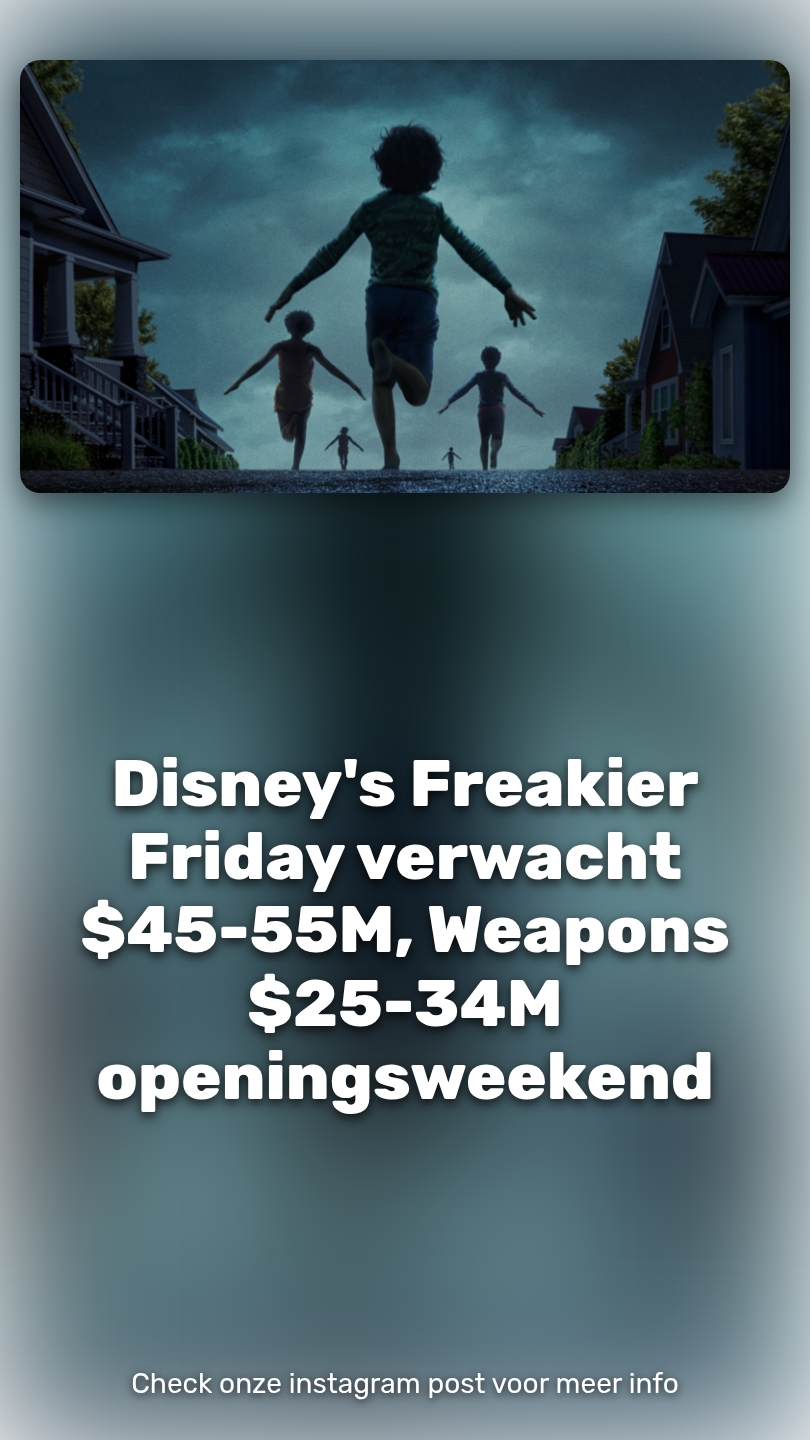 Disney's Freakier
Friday verwacht
$45-55M, Weapons
$25-34M
openingsweekend
Check onze instagram post voor meer info